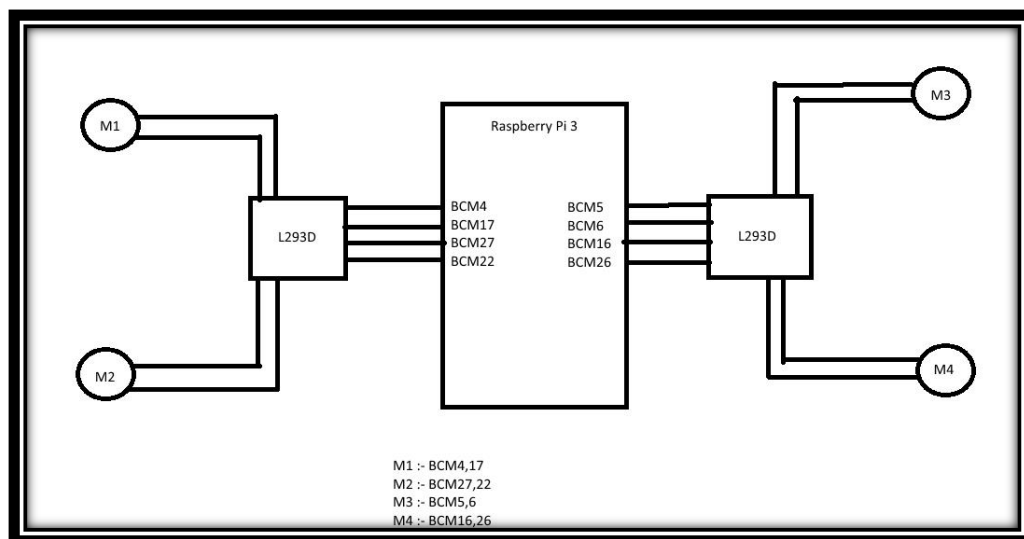 Raspberry Pi 3
M1
M2
L293D
BCM4
BCM17
BCM27
BCM22
BCM5
BCM6
BCM16
BCM26
L293D
M3
M4
M1 :- BCM4,17
M2 :- BCM27,22
M3 :- BCM5,6
M4 :- BCM16,26